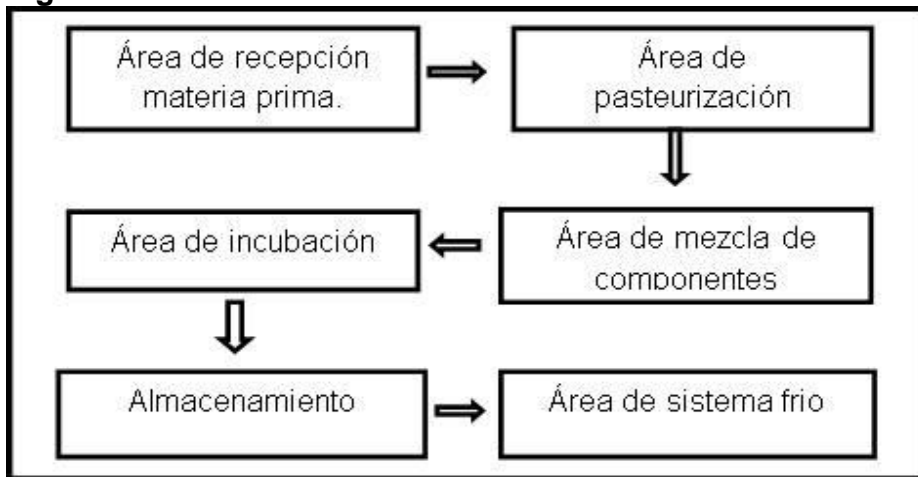 Área de recepción
materia prima.
Área de
pasteurización
Área de mezcla de
componentes
Área de incubación
Almacenamiento
Área de sistema frio